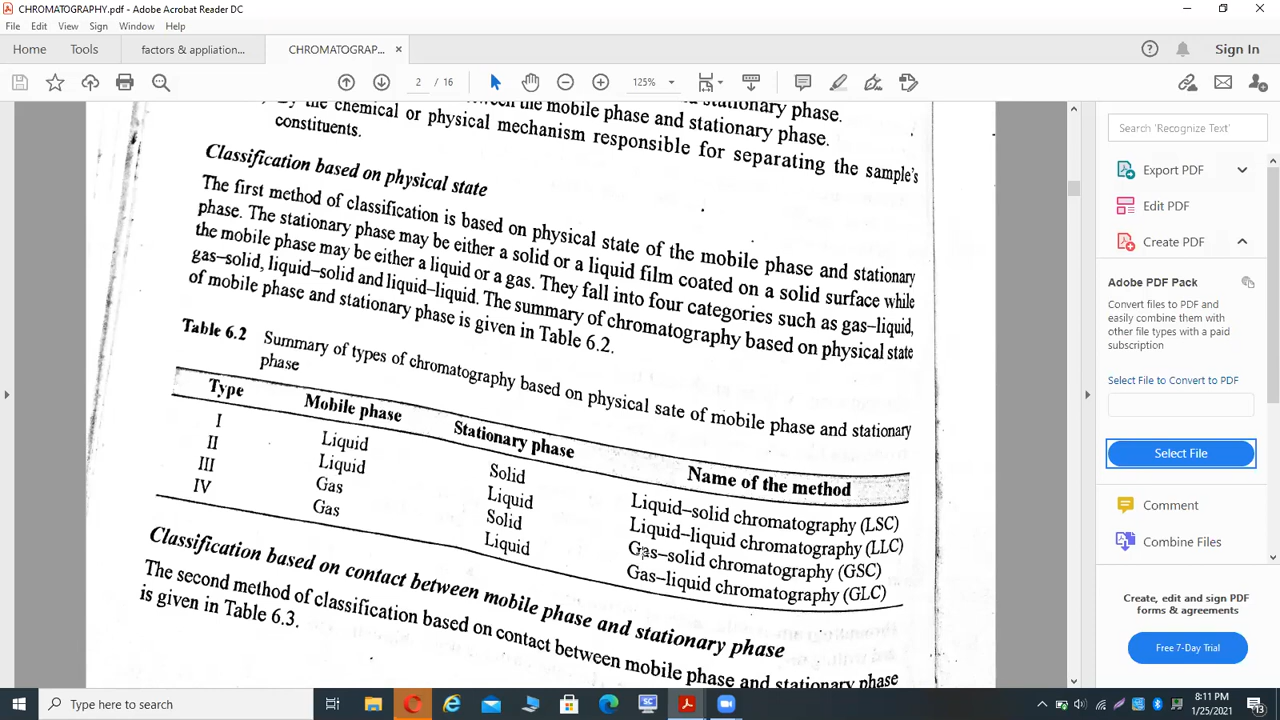 CHROMATOGRAPHY.pdf - Adobe Acrobat Reader DC
File Edit View Sign Window Help
Home Tools factors & appliation... CHROMATOGRAP... × Sign In
2 / 16 125%
the mobile phase and stationary phase.
by the chemical or physical mechanism responsible for separating the sample's
constituents.
Classification based on physical state
The first method of classification is based on physical state of the mobile phase and stationary
phase. The stationary phase may be either a solid or a liquid film coated on a solid surface while
the mobile phase may be either a liquid or a gas. They fall into four categories such as gas–liquid,
gas–solid, liquid–solid and liquid–liquid. The summary of chromatography based on physical state
of mobile phase and stationary phase is given in Table 6.2.
Table 6.2 Summary of types of chromatography based on physical sate of mobile phase and stationary
phase
Type Mobile phase Stationary phase Name of the method
I Liquid Solid Liquid–solid chromatography (LSC)
II Liquid Liquid Liquid–liquid chromatography (LLC)
III Gas Solid Gas–solid chromatography (GSC)
IV Gas Liquid Gas–liquid chromatography (GLC)
Classification based on contact between mobile phase and stationary phase
The second method of classification based on contact between mobile phase and stationary phase
is given in Table 6.3.
Search 'Recognize Text'
Export PDF
Edit PDF
Create PDF
Adobe PDF Pack
Convert files to PDF and
easily combine them with
other file types with a paid
subscription
Select File to Convert to PDF
Select File
Comment
Combine Files
Create, edit and sign PDF
forms & agreements
Free 7-Day Trial
Type here to search
8:11 PM
1/25/2021
13